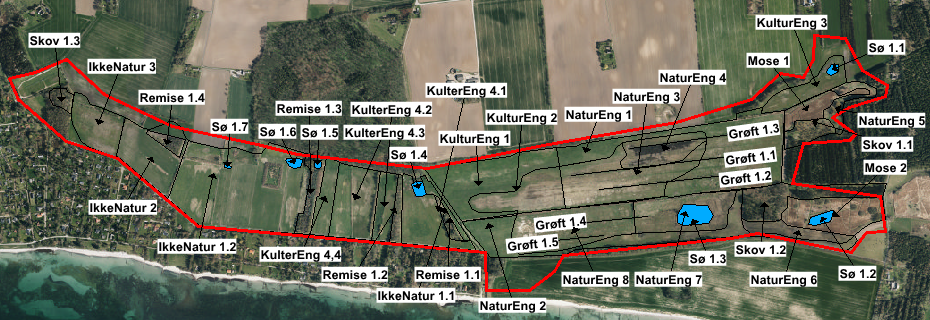 KulturEng 3
Skov 1.3
Sø 1.1
IkkeNatur 3
Mose 1
NaturEng 4
KulterEng 4.1
Remise 1.4
NaturEng 3
Remise 1.3
KulterEng 4.2
KulturEng 2
NaturEng 1
NaturEng 5
Sø 1.7
Sø 1.6
Sø 1.5
KulterEng 4.3
KulturEng 1
Grøft 1.3
Skov 1.1
Sø 1.4
Grøft 1.1
Mose 2
Grøft 1.2
IkkeNatur 2
Grøft 1.4
IkkeNatur 1.2
Grøft 1.5
KulterEng 4,4
Sø 1.3
Skov 1.2
Remise 1.2
Remise 1.1
NaturEng 8
NaturEng 7
NaturEng 6
Sø 1.2
IkkeNatur 1.1
NaturEng 2